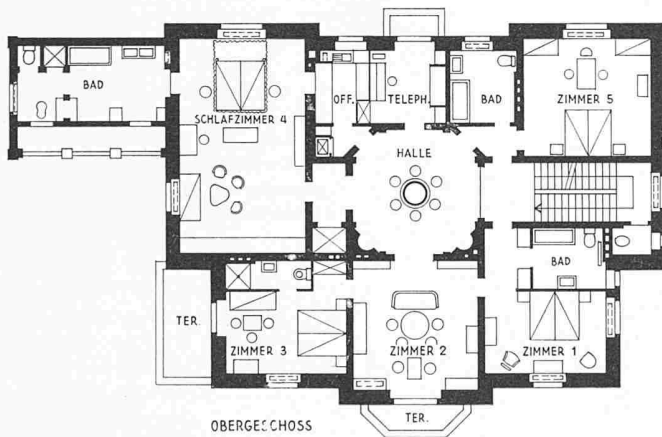 BAD
SCHLAFZIMMER 4
OFF.
TELEPH.
BAD
ZIMMER 5
HALLE
BAD
TER.
ZIMMER 3
ZIMMER 2
ZIMMER 1
TER.
OBERGESCHOSS